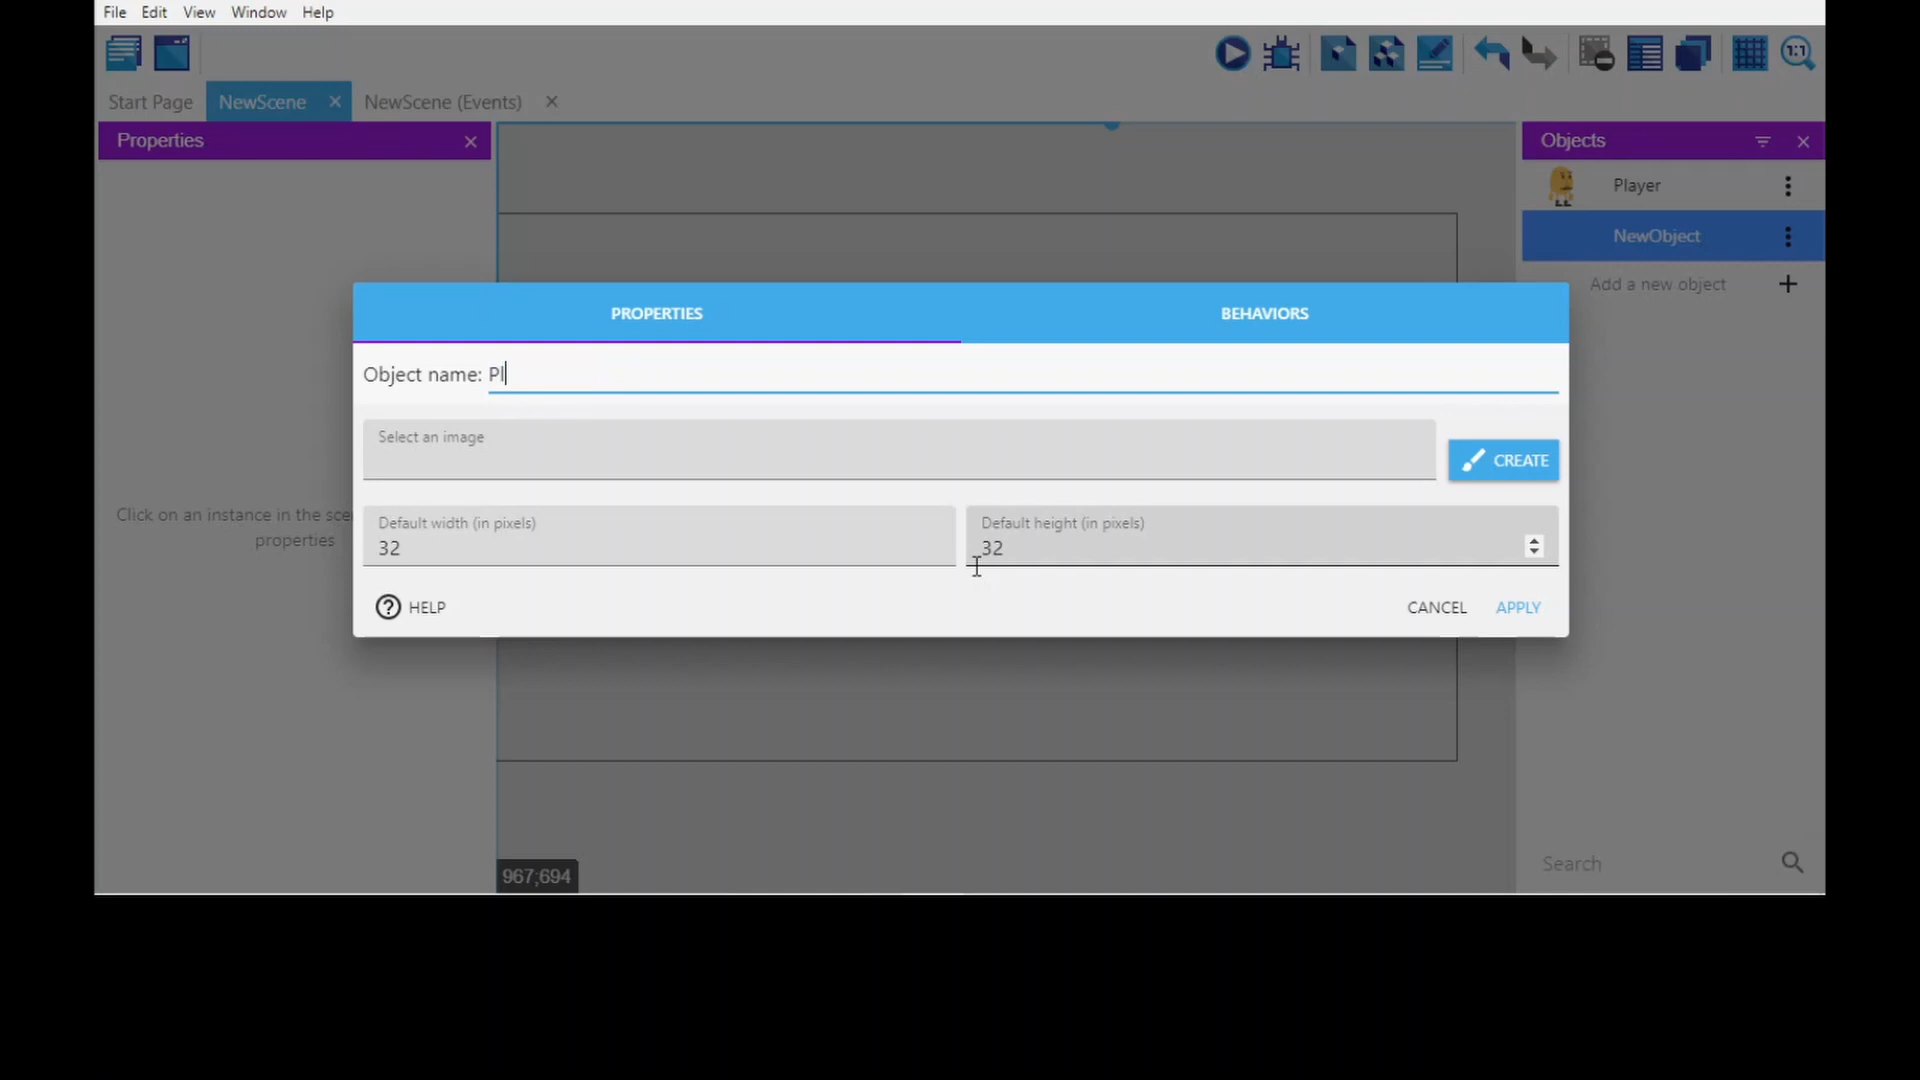 File Edit View Window Help
1:1
Start Page NewScene NewScene (Events)
Properties
Objects
Player
NewObject
Add a new object
PROPERTIES BEHAVIORS
Object name: Pl
Select an image
CREATE
Click on an instance in the sce
properties
Default width (in pixels)
32
Default height (in pixels)
32
HELP
CANCEL APPLY
967;694
Search